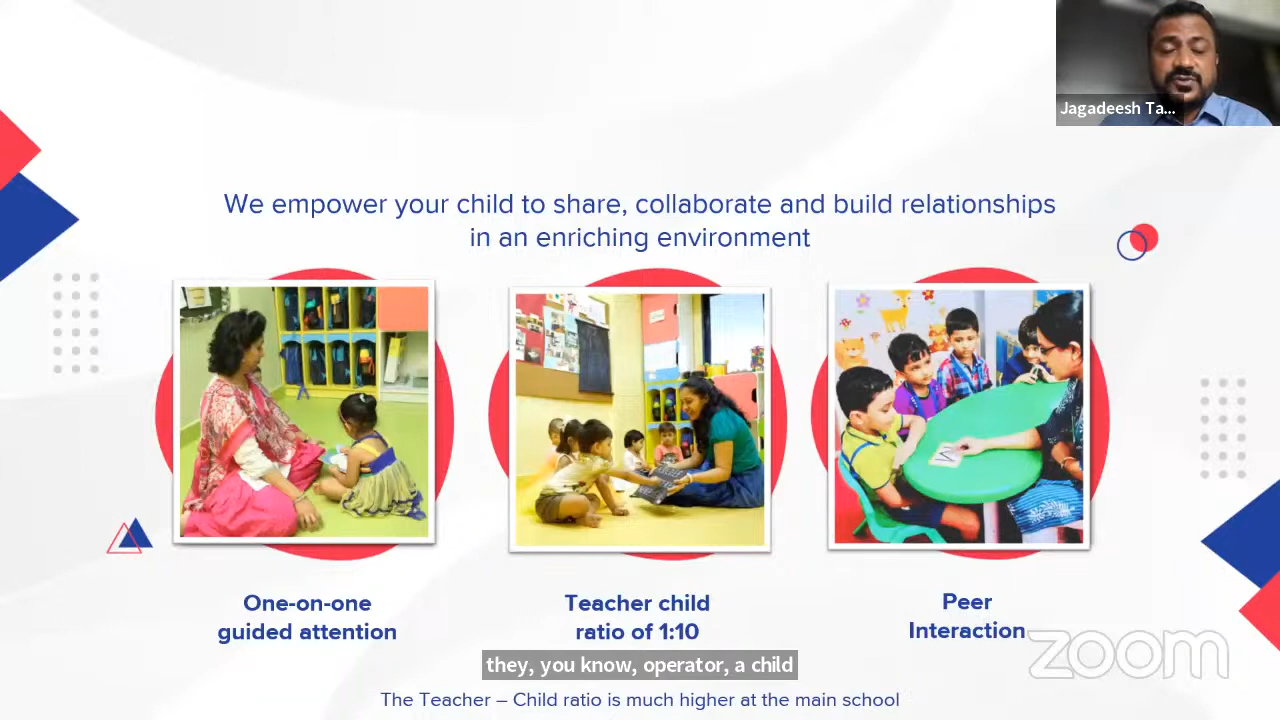 Jagadeesh Ta...
We empower your child to share, collaborate and build relationships
in an enriching environment
One-on-one
guided attention
Teacher child
ratio of 1:10
Peer
Interaction
zoom
they, you know, operator, a child
The Teacher – Child ratio is much higher at the main school